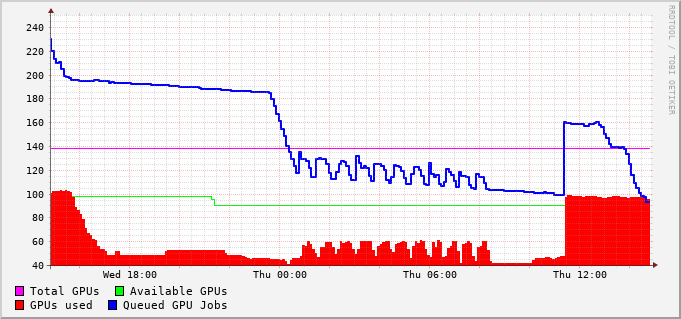 240
220
200
180
160
140
120
100
80
60
40
Wed 18:00 Thu 00:00 Thu 06:00 Thu 12:00
Total GPUs Available GPUs
GPUs used Queued GPU Jobs
RRDTOOL / TOBI OETIKER